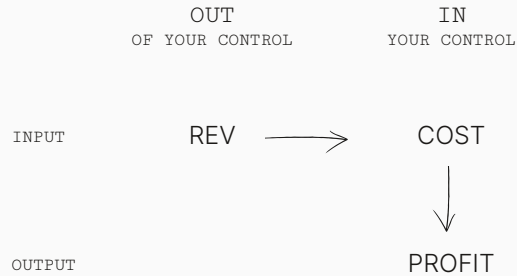 OUT
OF YOUR CONTROL
IN
YOUR CONTROL
INPUT
REV
COST
OUTPUT
PROFIT